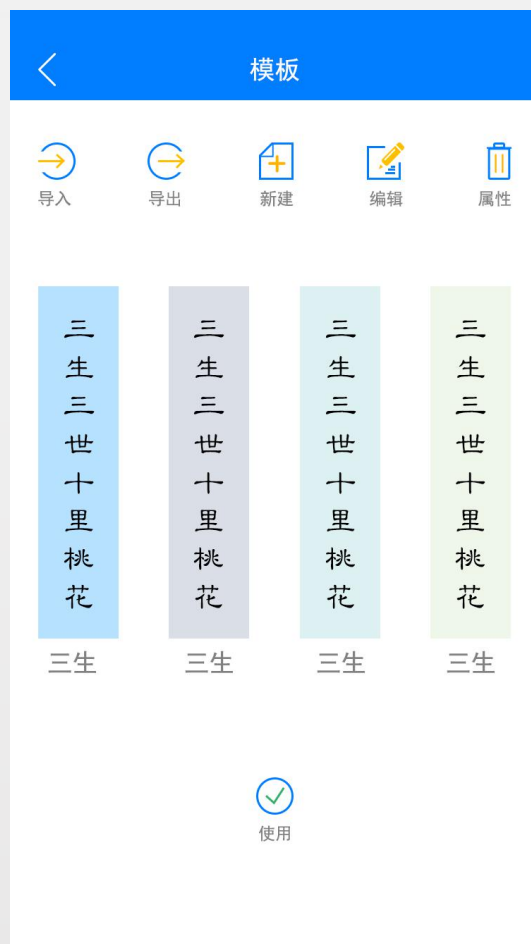 模板
导入 导出 新建 编辑 属性
三生三世十里桃花
三生三世十里桃花
三生三世十里桃花
三生三世十里桃花
三生 三生 三生 三生
使用